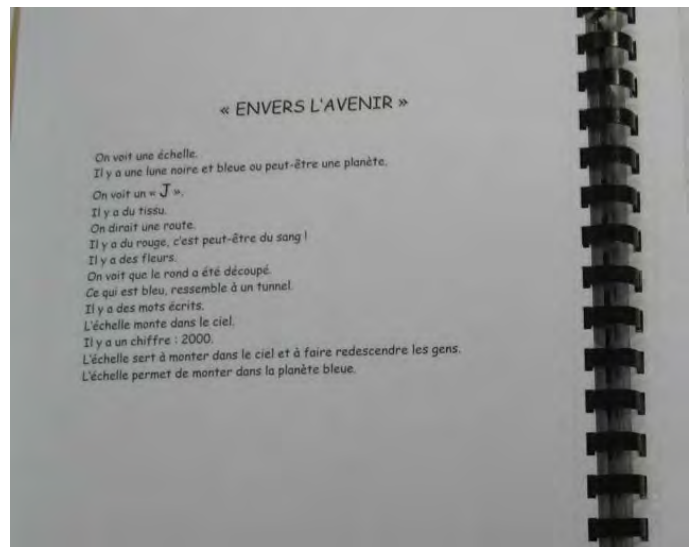 « ENVERS L'AVENIR »
On voit une échelle.
Il y a une lune noire et bleue ou peut-être une planète.
On voit un « J ».
Il y a du tissu.
On dirait une route.
Il y a du rouge, c'est peut-être du sang !
Il y a des fleurs.
On voit que le rond a été découpé.
Ce qui est bleu, ressemble à un tunnel.
Il y a des mots écrits.
L'échelle monte dans le ciel.
Il y a un chiffre : 2000.
L'échelle sert à monter dans le ciel et à faire redescendre les gens.
L'échelle permet de monter dans la planète bleue.